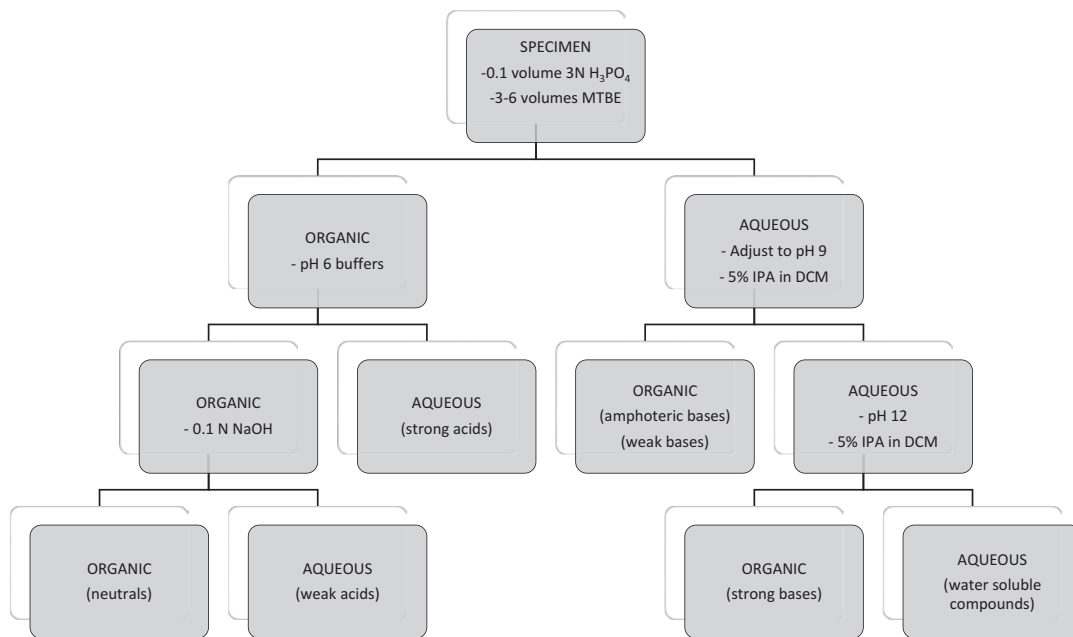 SPECIMEN
-0.1 volume 3N H₃PO₄
-3-6 volumes MTBE
ORGANIC
- pH 6 buffers
AQUEOUS
- Adjust to pH 9
- 5% IPA in DCM
ORGANIC
- 0.1 N NaOH
AQUEOUS
(strong acids)
ORGANIC
(amphoteric bases)
(weak bases)
AQUEOUS
- pH 12
- 5% IPA in DCM
ORGANIC
(neutrals)
AQUEOUS
(weak acids)
ORGANIC
(strong bases)
AQUEOUS
(water soluble
compounds)